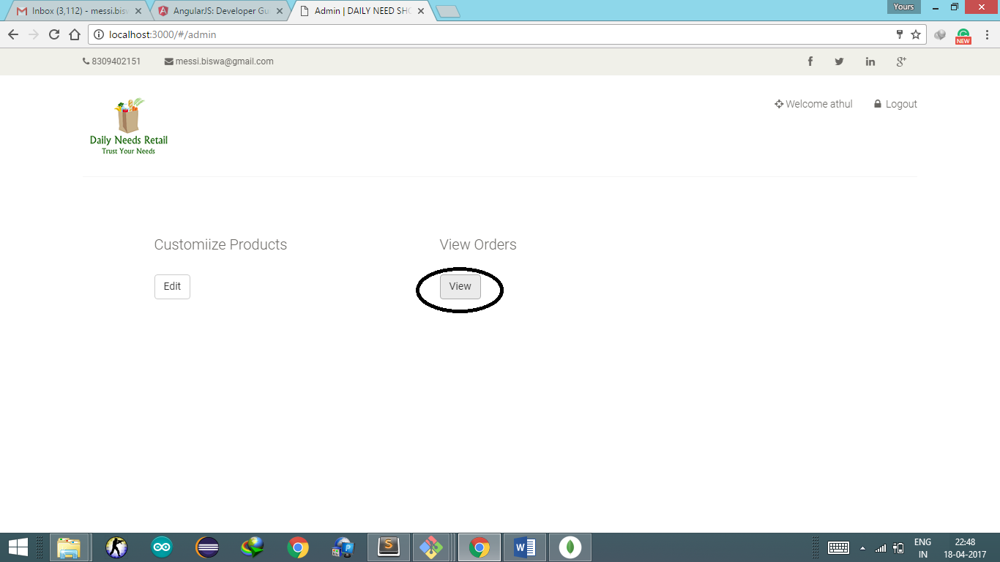 Yours
Inbox (3,112) - messi.bisw
AngularJS: Developer Gu
Admin | DAILY NEED SHO
localhost:3000/#/admin
NEW
8309402151
messi.biswa@gmail.com
Welcome athul
Logout
Daily Needs Retail
Trust Your Needs
Customiize Products
View Orders
Edit
View
ENG
IN
22:48
18-04-2017